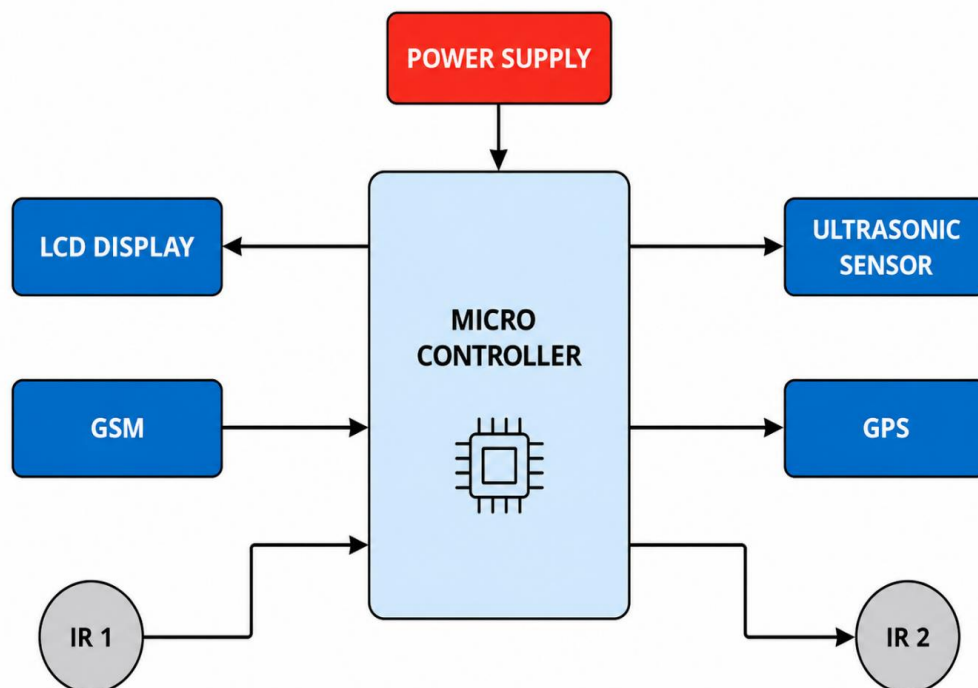 POWER SUPPLY
LCD DISPLAY
ULTRASONIC
SENSOR
MICRO
CONTROLLER
GSM
GPS
IR 1
IR 2